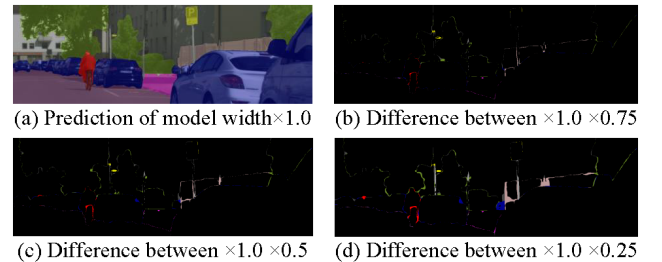 (a) Prediction of model width×1.0
(b) Difference between ×1.0 ×0.75
(c) Difference between ×1.0 ×0.5
(d) Difference between ×1.0 ×0.25